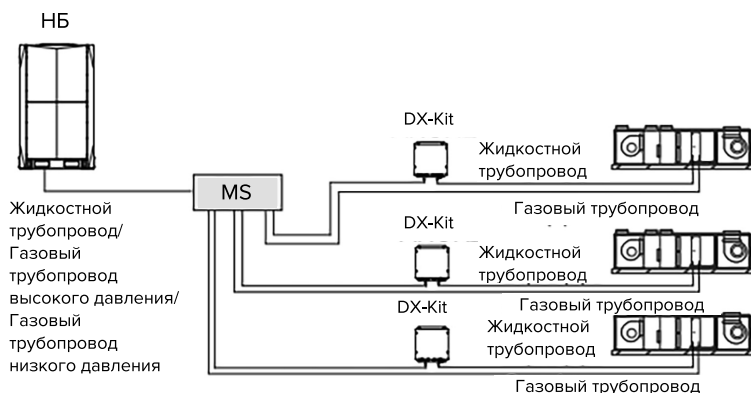 НБ
DX-Kit
Жидкостной
трубопровод
MS
Газовый трубопровод
Жидкостной
трубопровод/
Газовый
трубопровод
высокого давления/
Газовый
трубопровод
низкого давления
DX-Kit
Жидкостной
трубопровод
Газовый трубопровод
DX-Kit
Жидкостной
трубопровод
Газовый трубопровод